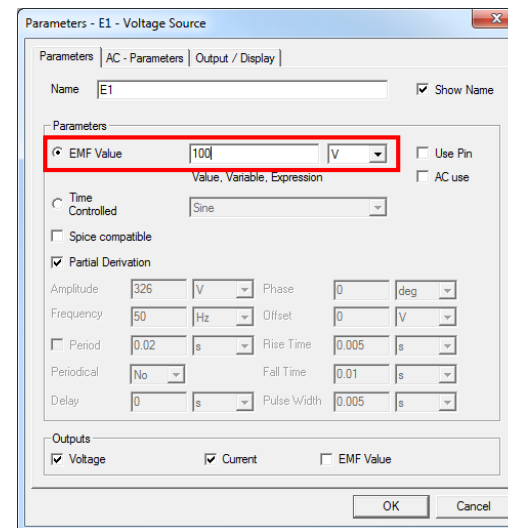 Parameters - E1 - Voltage Source
Parameters AC - Parameters Output / Display
Name E1 Show Name
Parameters
EMF Value 100 V Use Pin
Value, Variable, Expression AC use
Time
Controlled Sine
Spice compatible
Partial Derivation
Amplitude 326 V Phase 0 deg
Frequency 50 Hz Offset 0 V
Period 0.02 s Rise Time 0.005 s
Periodical No Fall Time 0.01 s
Delay 0 s Pulse Width 0.005 s
Outputs
Voltage Current EMF Value
OK Cancel